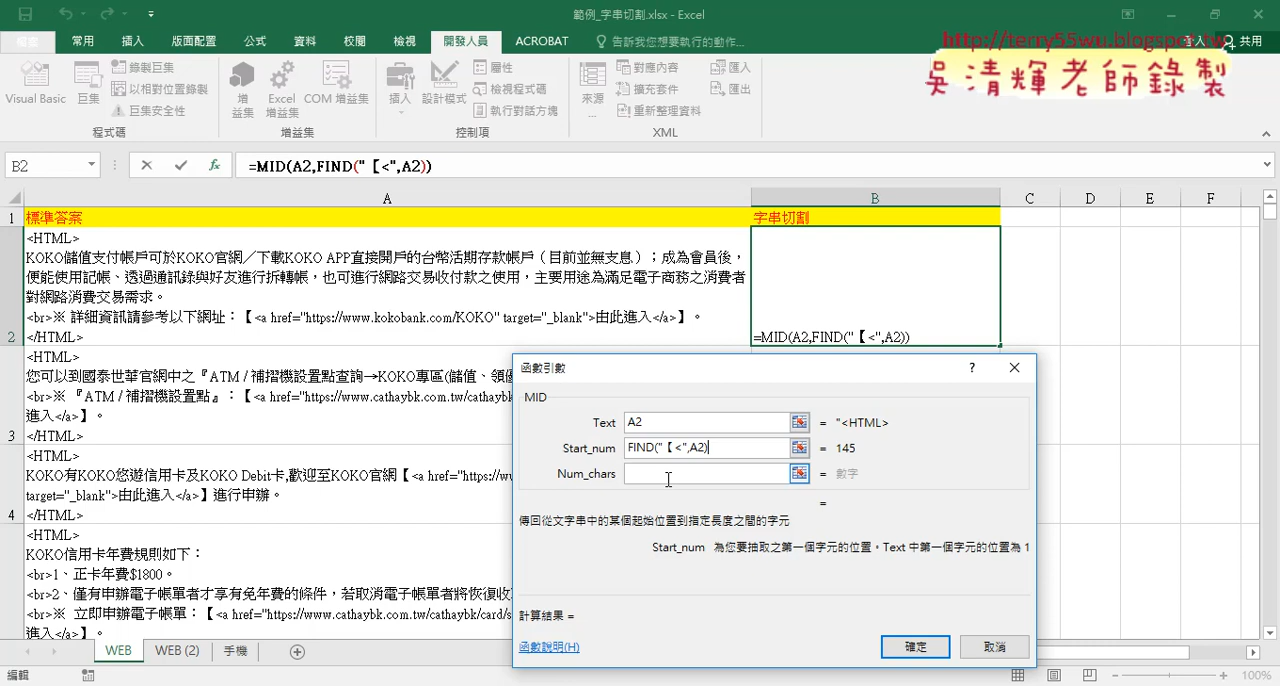 範例_字串切割.xlsx - Excel
檔案 常用 插入 版面配置 公式 資料 校閱 檢視 開發人員 ACROBAT 告訴我您想要執行的動作... 登入 共用
http://terry55wu.blogspot.tw
吳清輝老師錄製
Visual Basic 巨集 錄製巨集 以相對位置錄製 巨集安全性
程式碼
增益集 Excel 增益集 COM 增益集
增益集
插入 設計模式 屬性 檢視程式碼 執行對話方塊
控制項
來源 對應內容 擴充套件 重新整理資料 匯入 匯出
XML
B2 =MID(A2,FIND("【<",A2))
A B C D E F
1 標準答案 字串切割
<HTML>
KOKO儲值支付帳戶可於KOKO官網／下載KOKO APP直接開戶的台幣活期存款帳戶（目前並無支息）；成為會員後，
便能使用記帳、透過通訊錄與好友進行拆轉帳，也可進行網路交易收付款之使用，主要用途為滿足電子商務之消費者
對網路消費交易需求。
<br>※ 詳細資訊請參考以下網址：【<a href="https://www.kokobank.com/KOKO" target="_blank">由此進入</a>】。
2 </HTML> =MID(A2,FIND("【<",A2))
<HTML>
您可以到國泰世華官網中之『ATM / 補摺機設置點查詢→KOKO專區(儲值、領優
<br>※『ATM / 補摺機設置點』：【<a href="https://www.cathaybk.com.tw/cathaybk
進入</a>】。
3 </HTML>
<HTML>
KOKO有KOKO您遊信用卡及KOKO Debit卡,歡迎至KOKO官網【<a href="https://wu
target="_blank">由此進入</a>】進行申辦。
4 </HTML>
<HTML>
KOKO信用卡年費規則如下：
<br>1、正卡年費$1800。
<br>2、僅有申辦電子帳單者才享有免年費的條件，若取消電子帳單者將恢復收
<br>※ 立即申辦電子帳單：【<a href="https://www.cathaybk.com.tw/cathaybk/card/s
進入</a>】。
函數引數 ?
MID
Text A2 = "<HTML>
Start_num FIND("【<",A2) = 145
Num_chars = 數字
=
傳回從文字串中的某個起始位置到指定長度之間的字元
Start_num 為您要抽取之第一個字元的位置。Text 中第一個字元的位置為 1
計算結果 =
函數說明(H) 確定 取消
WEB WEB (2) 手機
編輯 100%